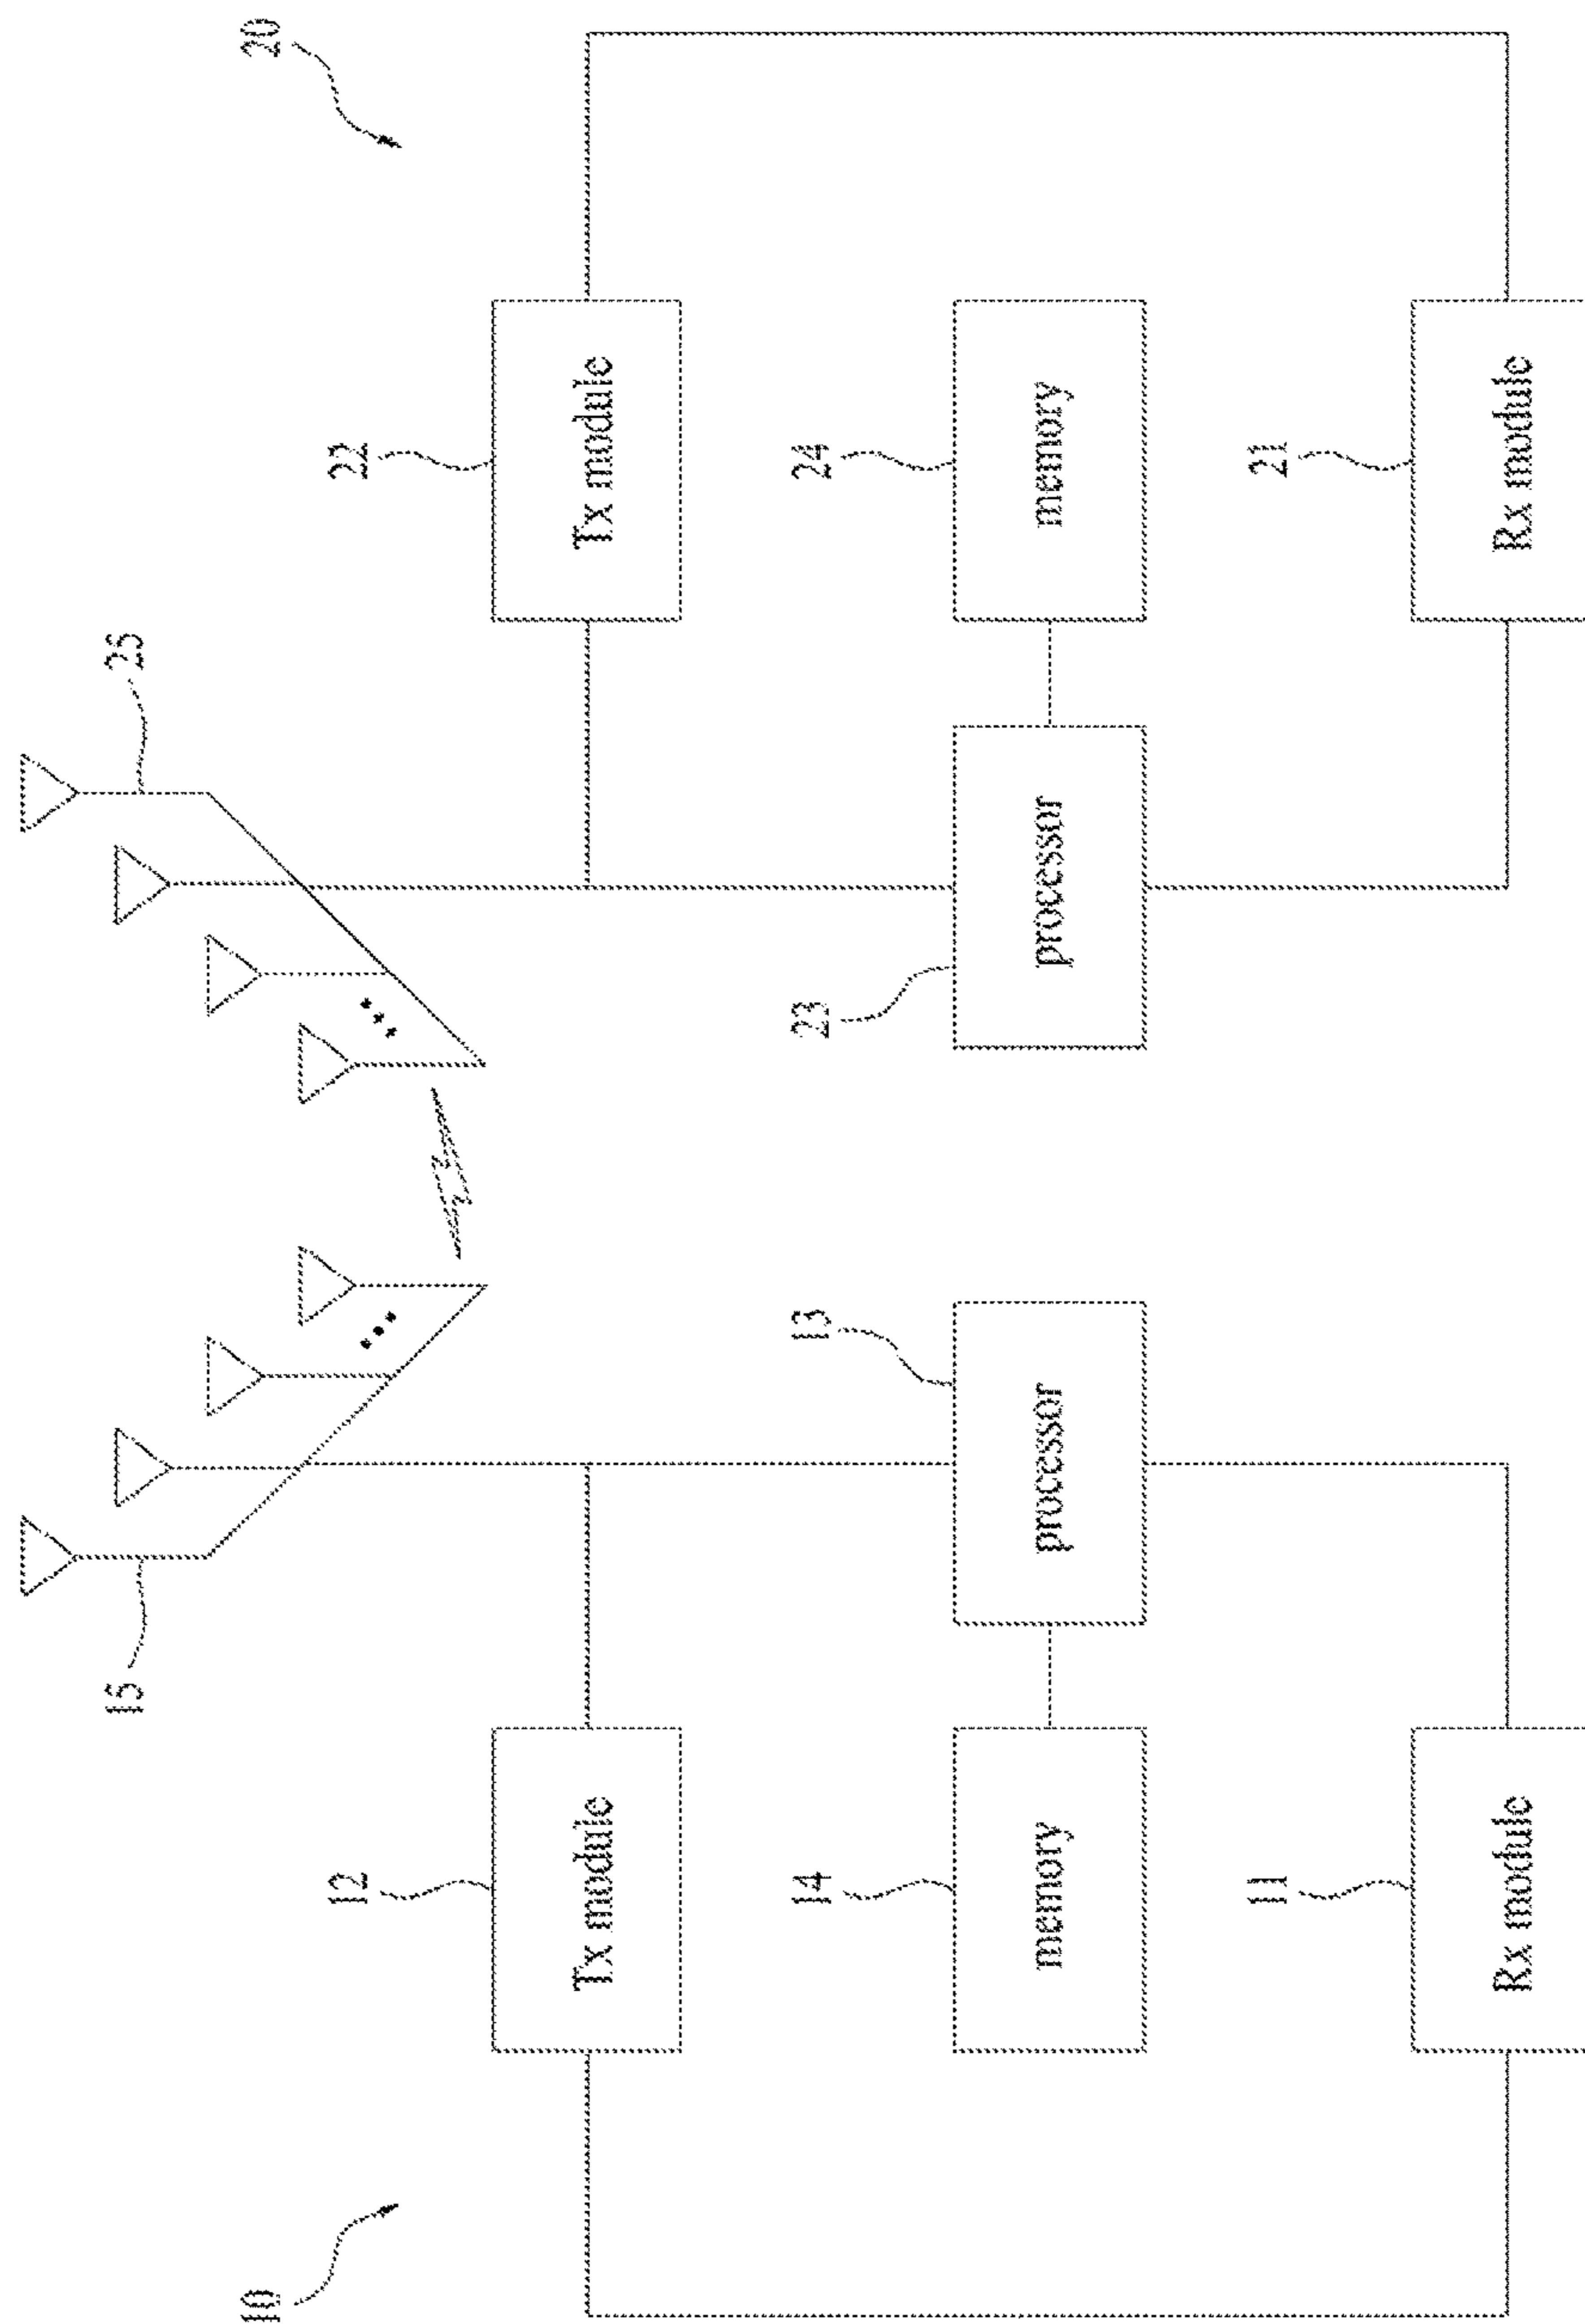 10
20
15
25
12
Tx module
22
Tx module
13
23
14
memory
processor
processor
24
memory
11
Rx module
21
Rx module